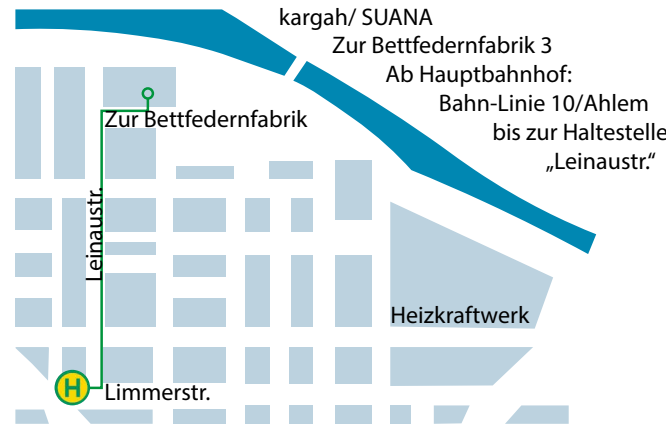 kargah/ SUANA
Zur Bettfedernfabrik 3
Ab Hauptbahnhof:
Bahn-Linie 10/Ahlem
bis zur Haltestelle
„Leinaustr.“
Zur Bettfedernfabrik
Leinaustr.
Heizkraftwerk
H
Limmerstr.